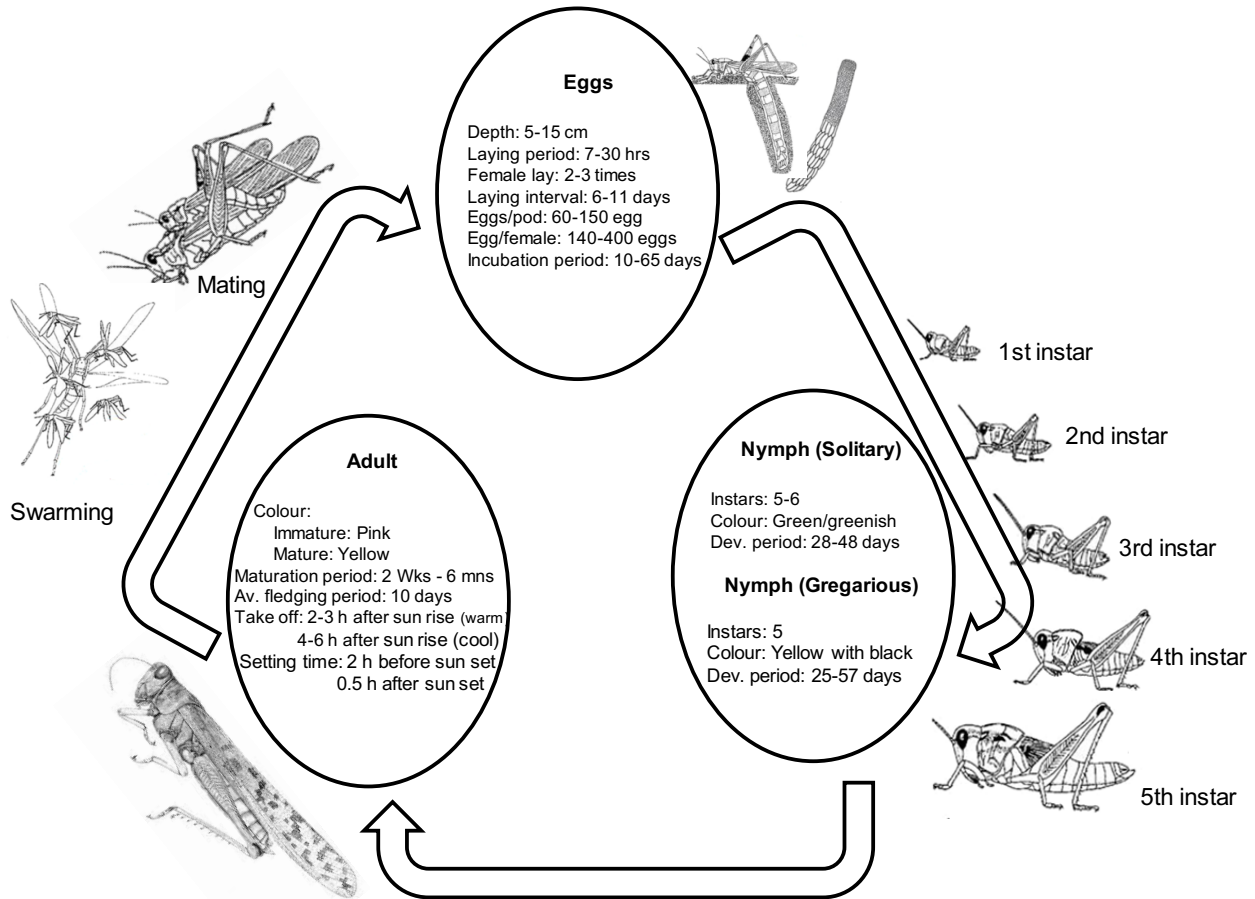 Eggs
Depth: 5-15 cm
Laying period: 7-30 hrs
Female lay: 2-3 times
Laying interval: 6-11 days
Eggs/pod: 60-150 egg
Egg/female: 140-400 eggs
Incubation period: 10-65 days
1st instar
2nd instar
3rd instar
4th instar
5th instar
Nymph (Solitary)
Instars: 5-6
Colour: Green/greenish
Dev. period: 28-48 days
Nymph (Gregarious)
Instars: 5
Colour: Yellow with black
Dev. period: 25-57 days
Adult
Colour:
Immature: Pink
Mature: Yellow
Maturation period: 2 Wks - 6 mns
Av. fledging period: 10 days
Take off: 2-3 h after sun rise (warm)
4-6 h after sun rise (cool)
Setting time: 2 h before sun set
0.5 h after sun set
Swarming
Mating